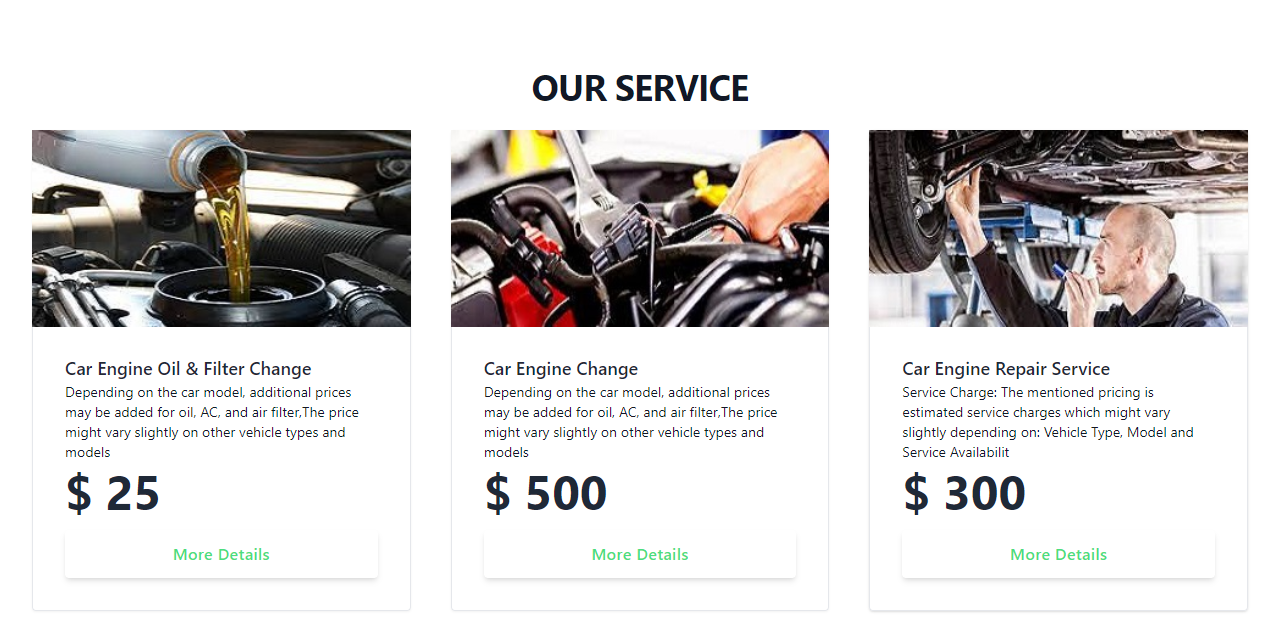 OUR SERVICE
Car Engine Oil & Filter Change
Depending on the car model, additional prices
may be added for oil, AC, and air filter,The price
might vary slightly on other vehicle types and
models
$ 25
More Details
Car Engine Change
Depending on the car model, additional prices
may be added for oil, AC, and air filter,The price
might vary slightly on other vehicle types and
models
$ 500
More Details
Car Engine Repair Service
Service Charge: The mentioned pricing is
estimated service charges which might vary
slightly depending on: Vehicle Type, Model and
Service Availabilit
$ 300
More Details